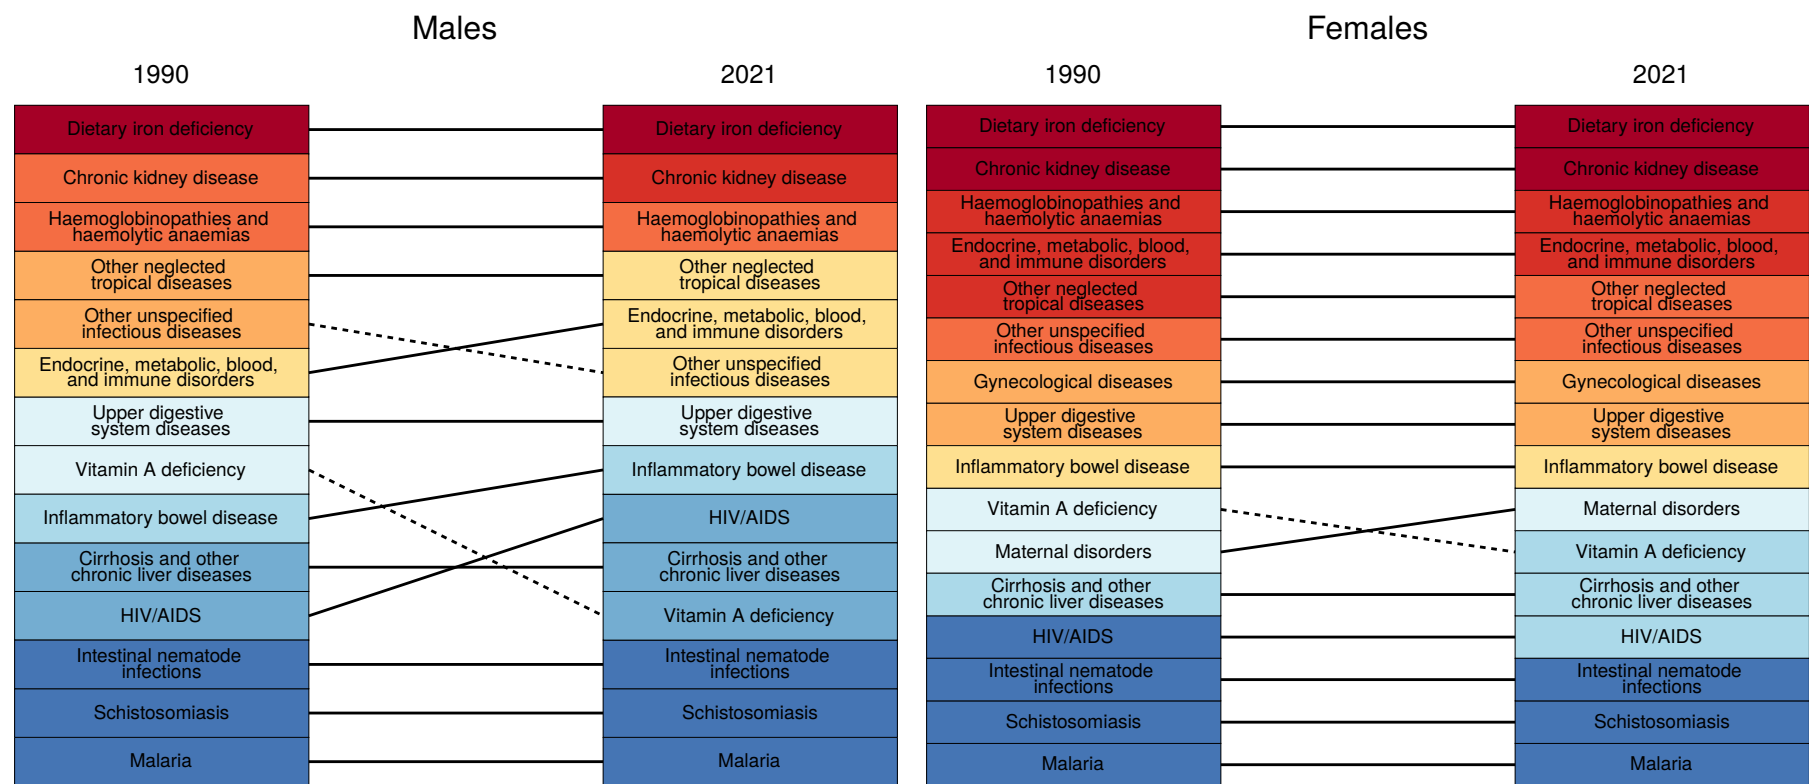 Males
1990
2021
Dietary iron deficiency
Chronic kidney disease
Haemoglobinopathies and
haemolytic anaemias
Other neglected
tropical diseases
Other unspecified
infectious diseases
Endocrine, metabolic, blood,
and immune disorders
Upper digestive
system diseases
Vitamin A deficiency
Inflammatory bowel disease
Cirrhosis and other
chronic liver diseases
HIV/AIDS
Intestinal nematode
infections
Schistosomiasis
Malaria
Dietary iron deficiency
Chronic kidney disease
Haemoglobinopathies and
haemolytic anaemias
Other neglected
tropical diseases
Endocrine, metabolic, blood,
and immune disorders
Other unspecified
infectious diseases
Upper digestive
system diseases
Inflammatory bowel disease
HIV/AIDS
Cirrhosis and other
chronic liver diseases
Vitamin A deficiency
Intestinal nematode
infections
Schistosomiasis
Malaria
Females
1990
2021
Dietary iron deficiency
Chronic kidney disease
Haemoglobinopathies and
haemolytic anaemias
Endocrine, metabolic, blood,
and immune disorders
Other neglected
tropical diseases
Other unspecified
infectious diseases
Gynecological diseases
Upper digestive
system diseases
Inflammatory bowel disease
Vitamin A deficiency
Maternal disorders
Cirrhosis and other
chronic liver diseases
HIV/AIDS
Intestinal nematode
infections
Schistosomiasis
Malaria
Dietary iron deficiency
Chronic kidney disease
Haemoglobinopathies and
haemolytic anaemias
Endocrine, metabolic, blood,
and immune disorders
Other neglected
tropical diseases
Other unspecified
infectious diseases
Gynecological diseases
Upper digestive
system diseases
Inflammatory bowel disease
Maternal disorders
Vitamin A deficiency
Cirrhosis and other
chronic liver diseases
HIV/AIDS
Intestinal nematode
infections
Schistosomiasis
Malaria